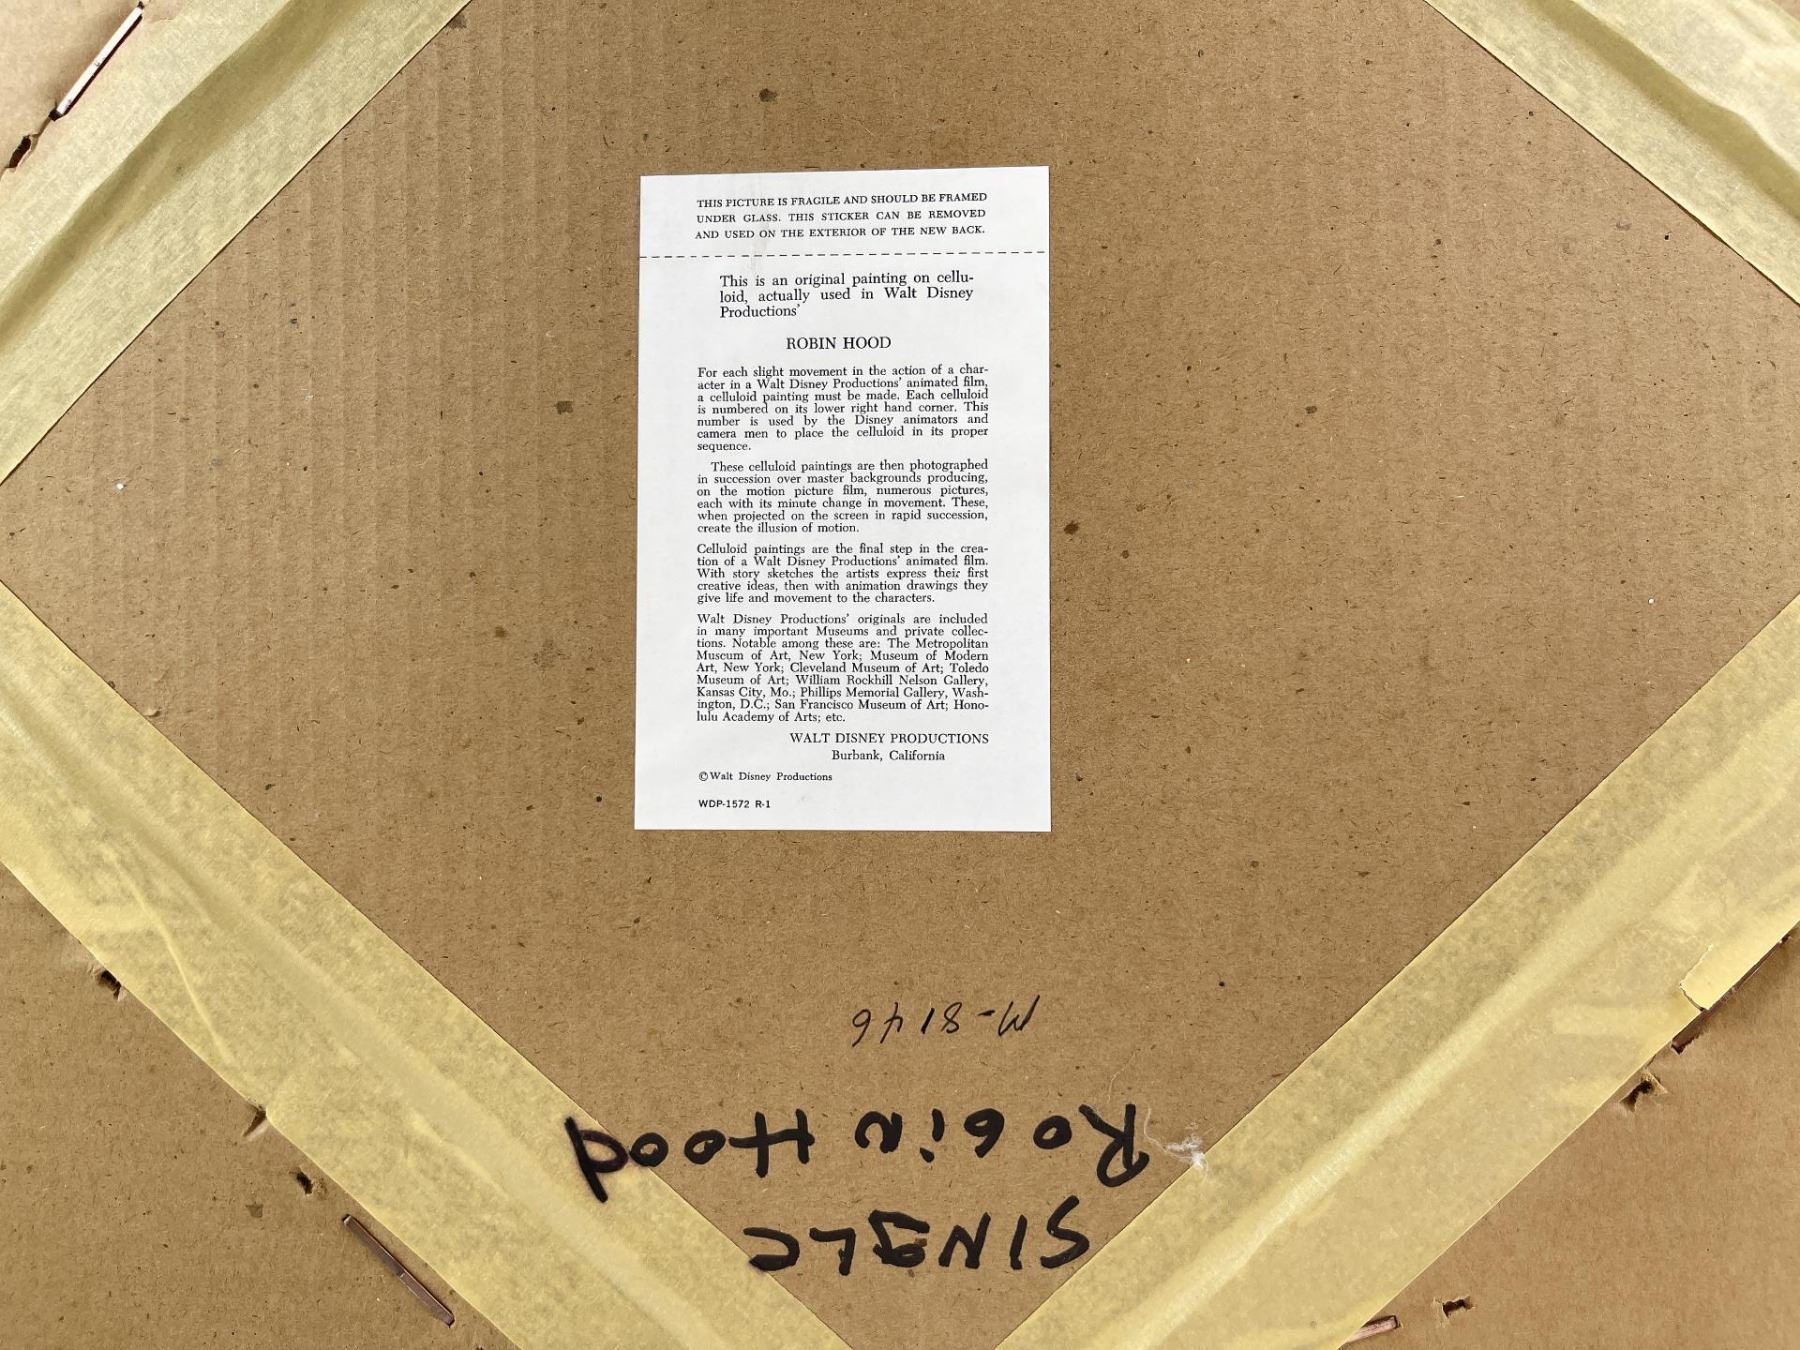 THIS PICTURE IS FRAGILE AND SHOULD BE FRAMED
UNDER GLASS. THIS STICKER CAN BE REMOVED
AND USED ON THE EXTERIOR OF THE NEW BACK.
This is an original painting on cellu-
loid, actually used in Walt Disney
Productions'
ROBIN HOOD
For each slight movement in the action of a char-
acter in a Walt Disney Productions' animated film,
a celluloid painting must be made. Each celluloid
is numbered on its lower right hand corner. This
number is used by the Disney animators and
camera men to place the celluloid in its proper
sequence.
These celluloid paintings are then photographed
in succession over master backgrounds producing,
on the motion picture film, numerous pictures,
each with its minute change in movement. These,
when projected on the screen in rapid succession,
create the illusion of motion.
Celluloid paintings are the final step in the crea-
tion of a Walt Disney Productions' animated film.
With story sketches the artists express their first
creative ideas, then with animation drawings they
give life and movement to the characters.
Walt Disney Productions' originals are included
in many important Museums and private collec-
tions. Notable among these are: The Metropolitan
Museum of Art, New York; Museum of Modern
Art, New York; Cleveland Museum of Art; Toledo
Museum of Art; William Rockhill Nelson Gallery,
Kansas City, Mo.; Phillips Memorial Gallery, Wash-
ington, D.C.; San Francisco Museum of Art; Hono-
lulu Academy of Arts; etc.
WALT DISNEY PRODUCTIONS
Burbank, California
© Walt Disney Productions
WDP-1572 R-1
SINGLE
ROBIN HOOD
M-8146